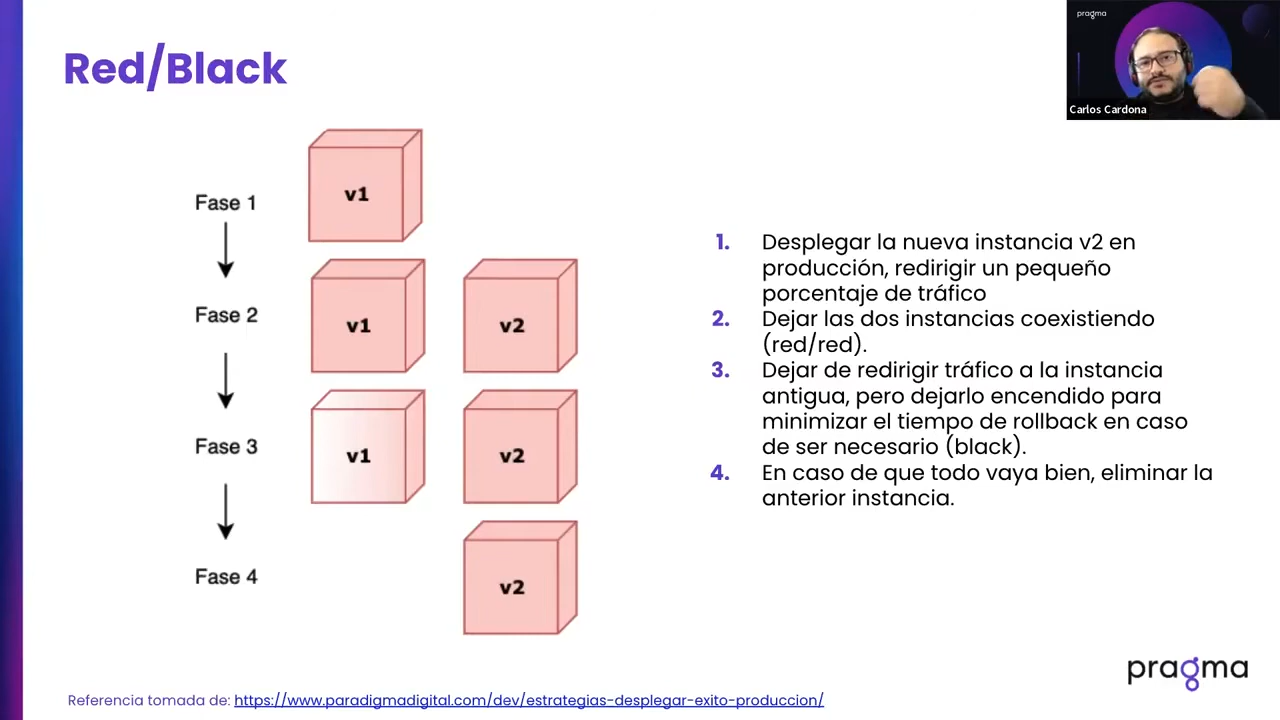 Red/Black
pragma
Carlos Cardona
Fase 1
v1
Fase 2
v1
v2
Fase 3
v1
v2
Fase 4
v2
1. Desplegar la nueva instancia v2 en
producción, redirigir un pequeño
porcentaje de tráfico
2. Dejar las dos instancias coexistiendo
(red/red).
3. Dejar de redirigir tráfico a la instancia
antigua, pero dejarlo encendido para
minimizar el tiempo de rollback en caso
de ser necesario (black).
4. En caso de que todo vaya bien, eliminar la
anterior instancia.
pragma
Referencia tomada de: https://www.paradigmadigital.com/dev/estrategias-desplegar-exito-produccion/